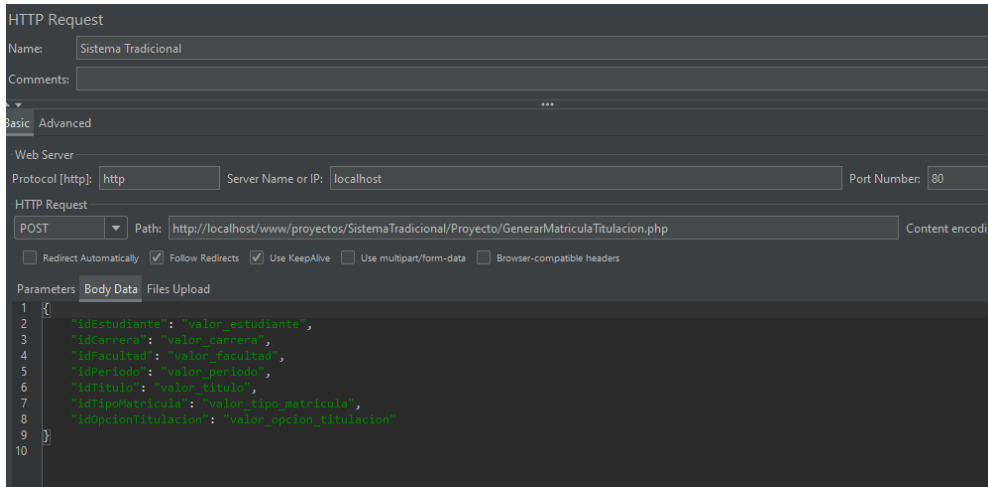 HTTP Request
Name: Sistema Tradicional
Comments:
Basic Advanced
Web Server
Protocol [http]: http Server Name or IP: localhost Port Number: 80
HTTP Request
POST Path: http://localhost/www/proyectos/SistemaTradicional/Proyecto/GenerarMatriculaTitulacion.php Content encodi
Redirect Automatically Follow Redirects Use KeepAlive Use multipart/form-data Browser-compatible headers
Parameters Body Data Files Upload
1 {
2 "idEstudiante": "valor_estudiante",
3 "idCarrera": "valor_carrera",
4 "idFacultad": "valor_facultad",
5 "idPeriodo": "valor_periodo",
6 "idTitulo": "valor_titulo",
7 "idTipoMatricula": "valor_tipo_matricula",
8 "idOpcionTitulacion": "valor_opcion_titulacion"
9 }
10